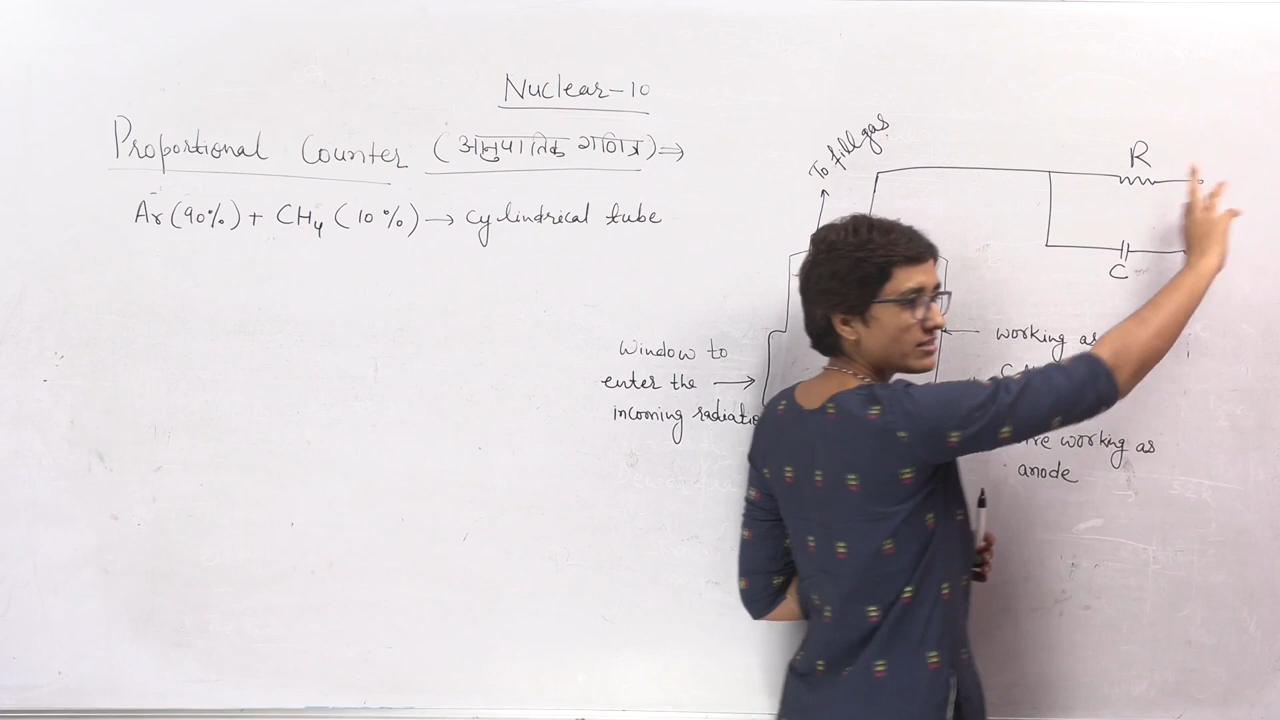 Nuclear-10
Proportional Counter (आनुपातिक गणित्र) →
Ar(90%) + CH₄ (10%) → cylindrical tube
To fill gas
R
C
Window to
enter the →
incoming
working as
working as
anode